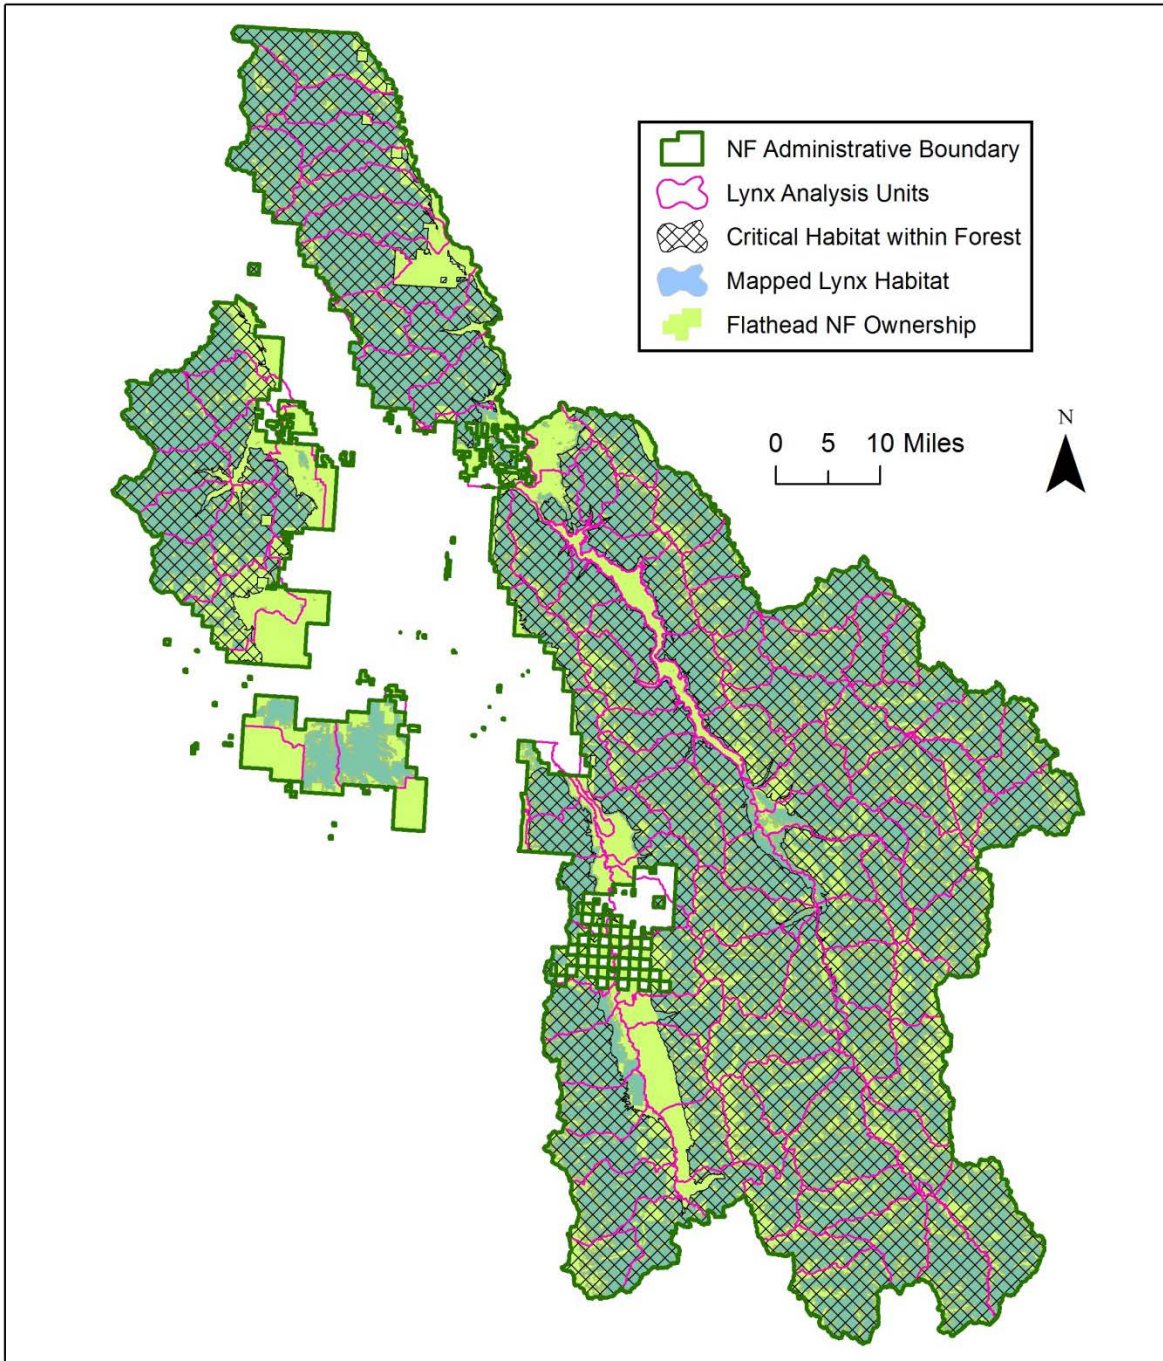 NF Administrative Boundary
Lynx Analysis Units
Critical Habitat within Forest
Mapped Lynx Habitat
Flathead NF Ownership
N
0 5 10 Miles